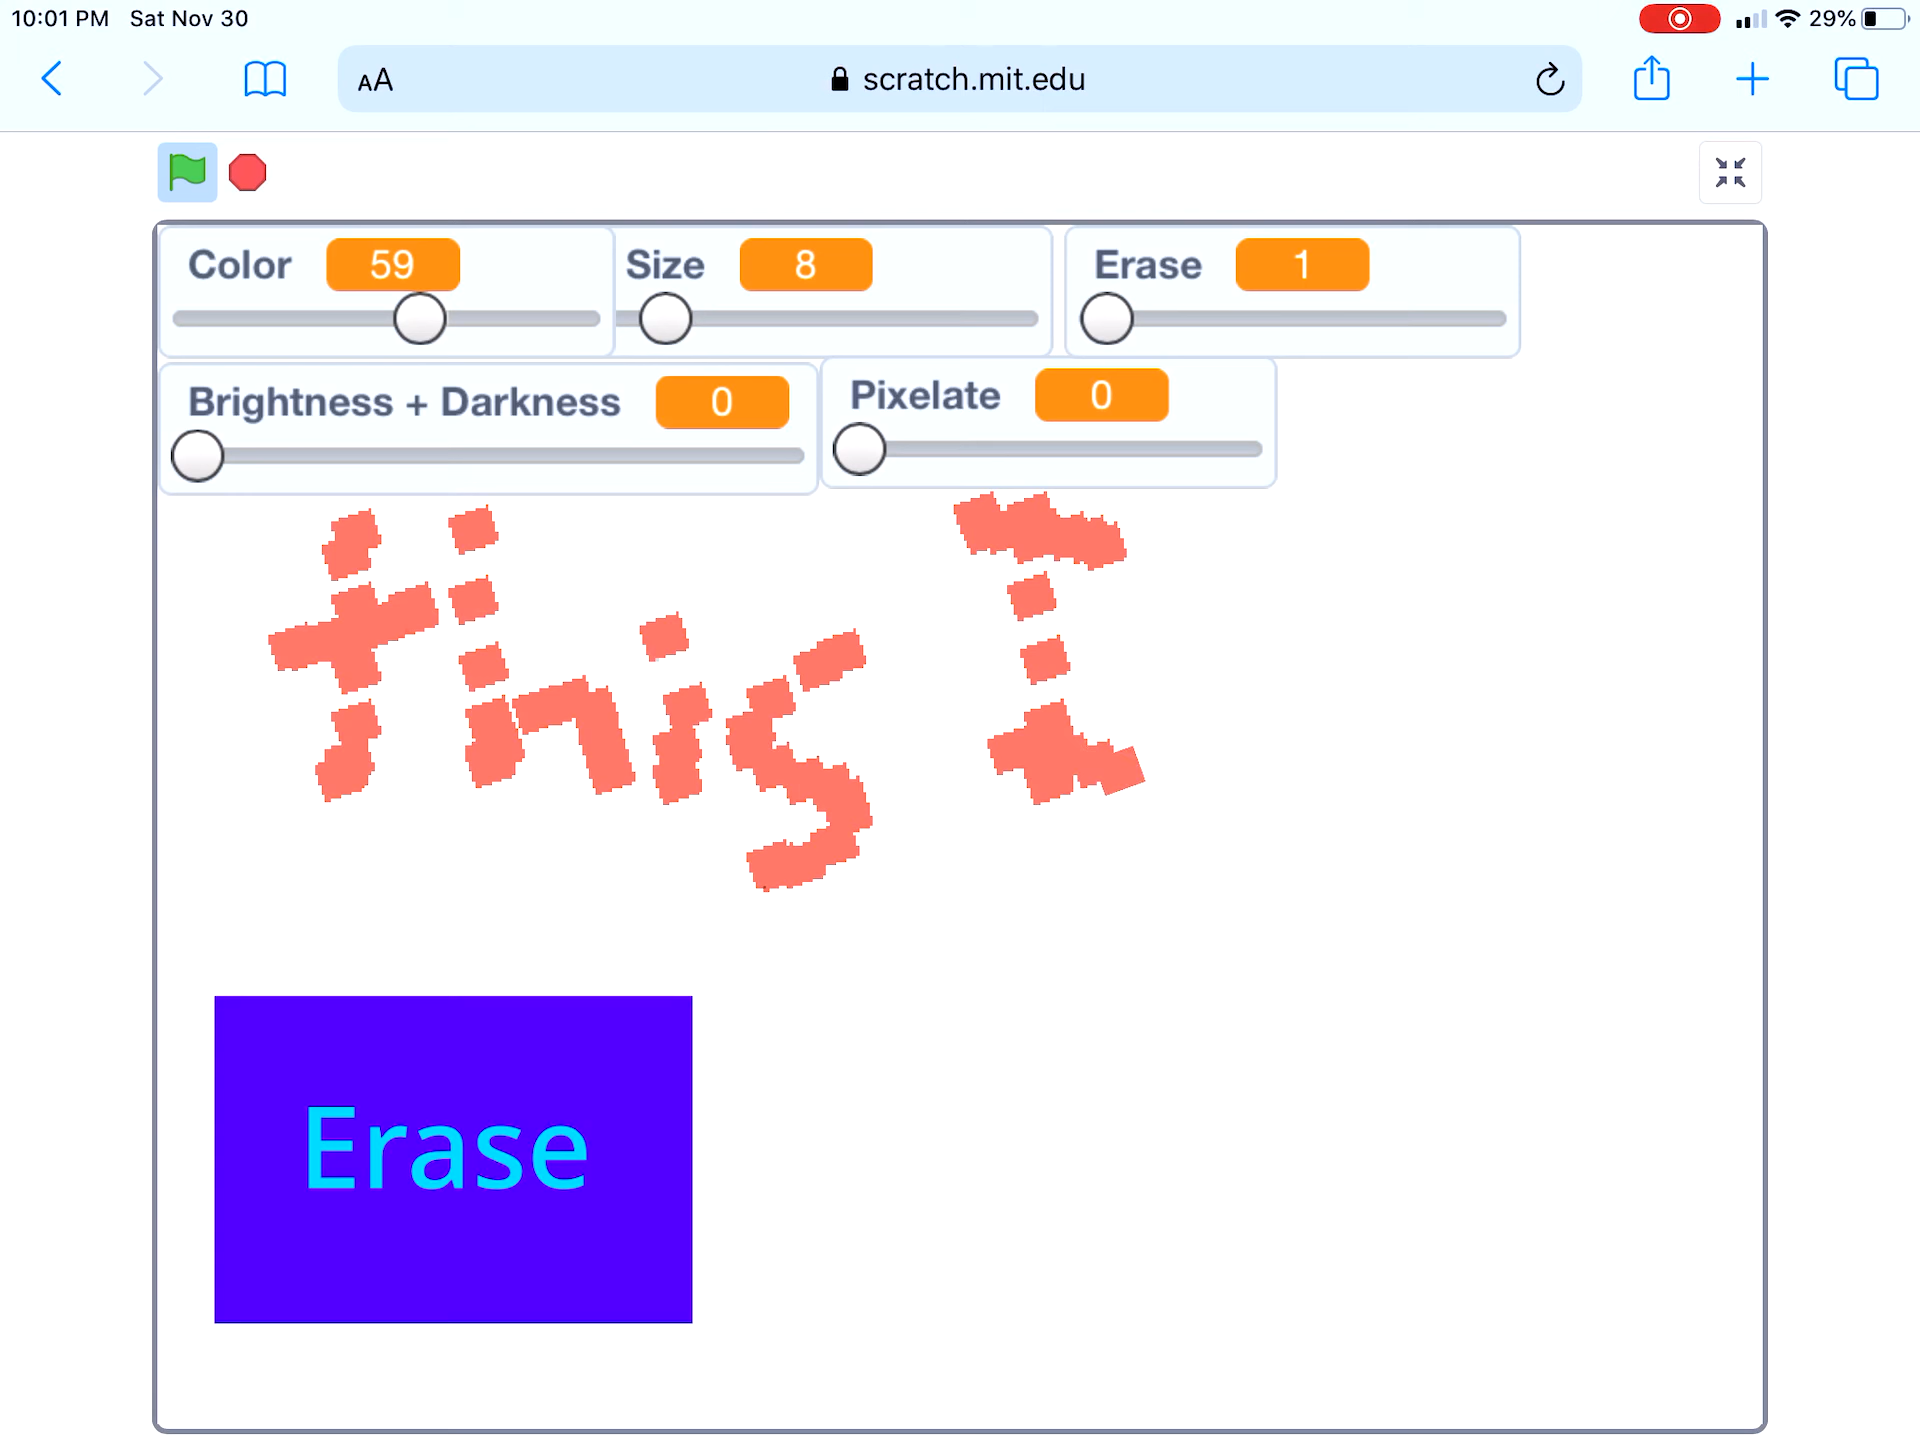 10:01 PM Sat Nov 30 29%
AA scratch.mit.edu
Color 59 Size 8 Erase 1
Brightness + Darkness 0 Pixelate 0
this I
Erase